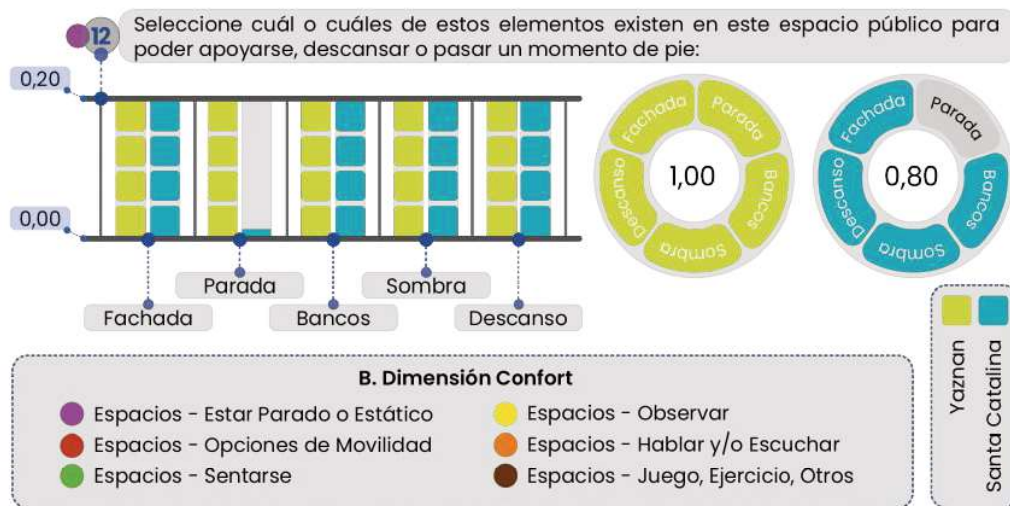 12
Seleccione cuál o cuáles de estos elementos existen en este espacio público para
poder apoyarse, descansar o pasar un momento de pie:
0,20
0,00
Fachada
Parada
Bancos
Sombra
Descanso
Fachada
Parada
Bancos
Sombra
Descanso
1,00
Fachada
Parada
Bancos
Sombra
Descanso
0,80
Yaznan
Santa Catalina
B. Dimensión Confort
Espacios - Estar Parado o Estático
Espacios - Opciones de Movilidad
Espacios - Sentarse
Espacios - Observar
Espacios - Hablar y/o Escuchar
Espacios - Juego, Ejercicio, Otros